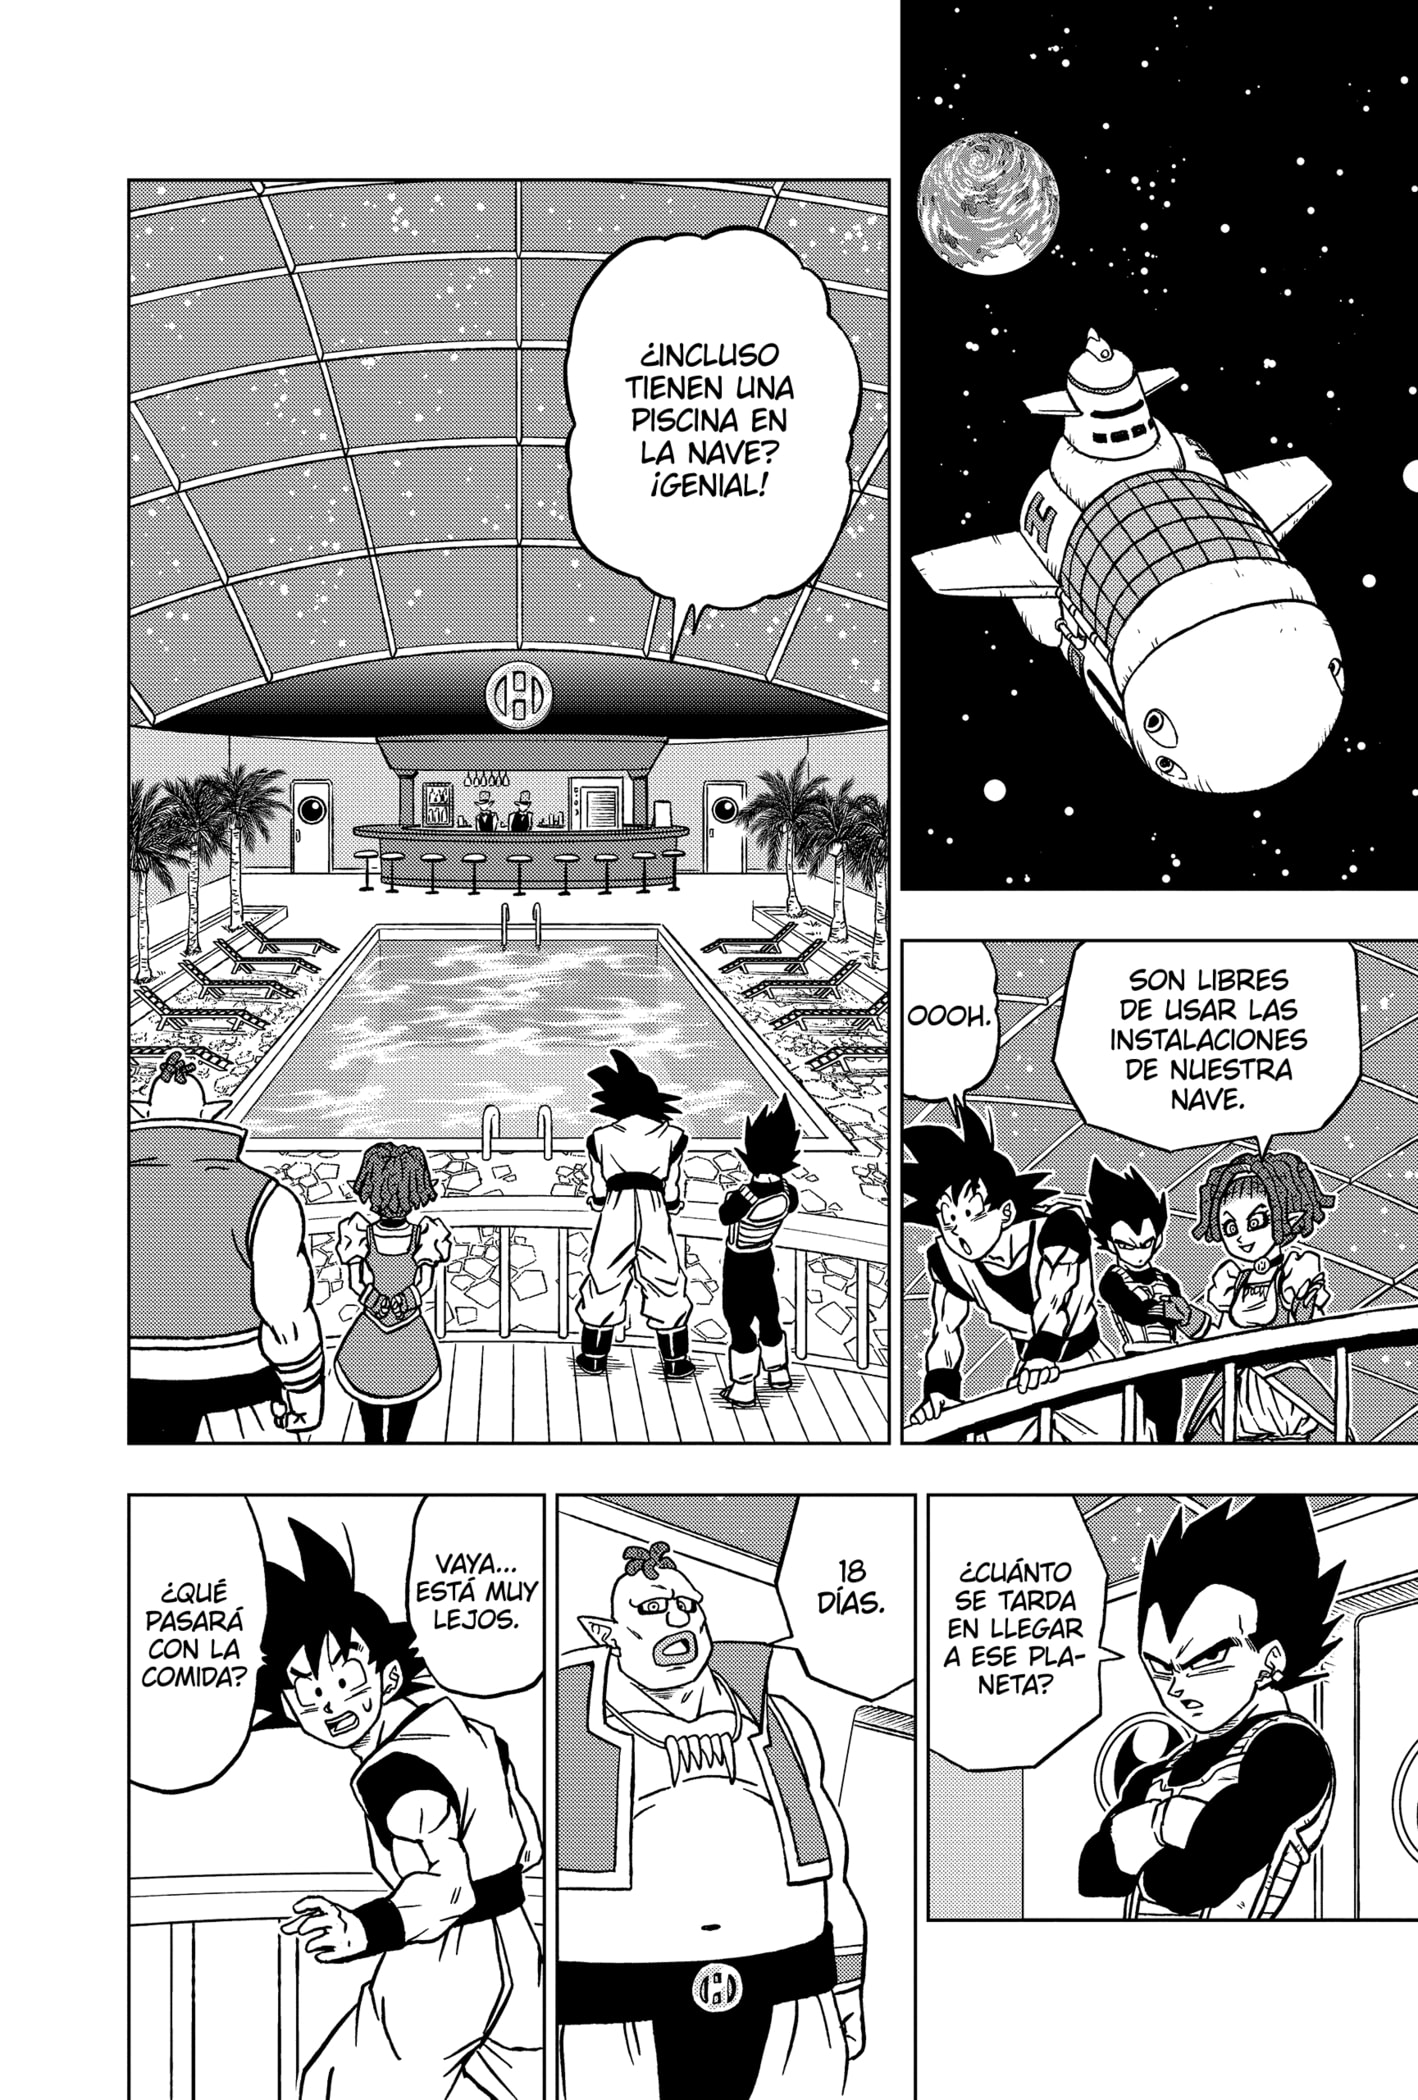 ¿INCLUSO
TIENEN UNA
PISCINA EN
LA NAVE?
¡GENIAL!
SON LIBRES
DE USAR LAS
INSTALACIONES
DE NUESTRA
NAVE.
OOOH.
¿CUÁNTO
SE TARDA
EN LLEGAR
A ESE PLA-
NETA?
18
DÍAS.
VAYA...
ESTÁ MUY
LEJOS.
¿QUÉ
PASARÁ
CON LA
COMIDA?